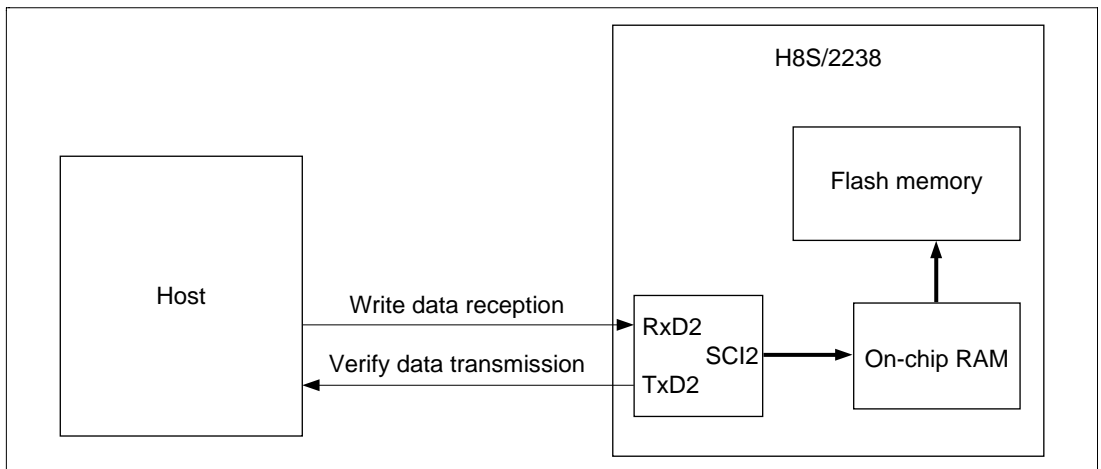 H8S/2238
Flash memory
Host
Write data reception
RxD2
SCI2
On-chip RAM
Verify data transmission
TxD2